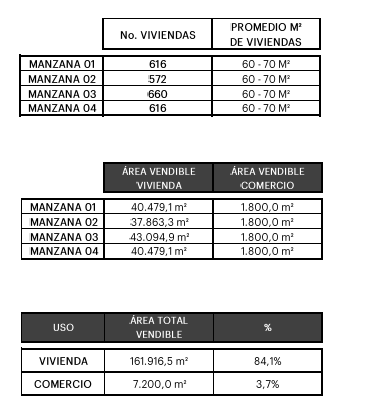 No. VIVIENDAS PROMEDIO M²
DE VIVIENDAS
MANZANA 01 616 60 - 70 M²
MANZANA 02 572 60 - 70 M²
MANZANA 03 660 60 - 70 M²
MANZANA 04 616 60 - 70 M²
ÁREA VENDIBLE ÁREA VENDIBLE
VIVIENDA COMERCIO
MANZANA 01 40.479,1 m² 1.800,0 m²
MANZANA 02 37.863,3 m² 1.800,0 m²
MANZANA 03 43.094,9 m² 1.800,0 m²
MANZANA 04 40.479,1 m² 1.800,0 m²
USO ÁREA TOTAL %
VENDIBLE
VIVIENDA 161.916,5 m² 84,1%
COMERCIO 7.200,0 m² 3,7%